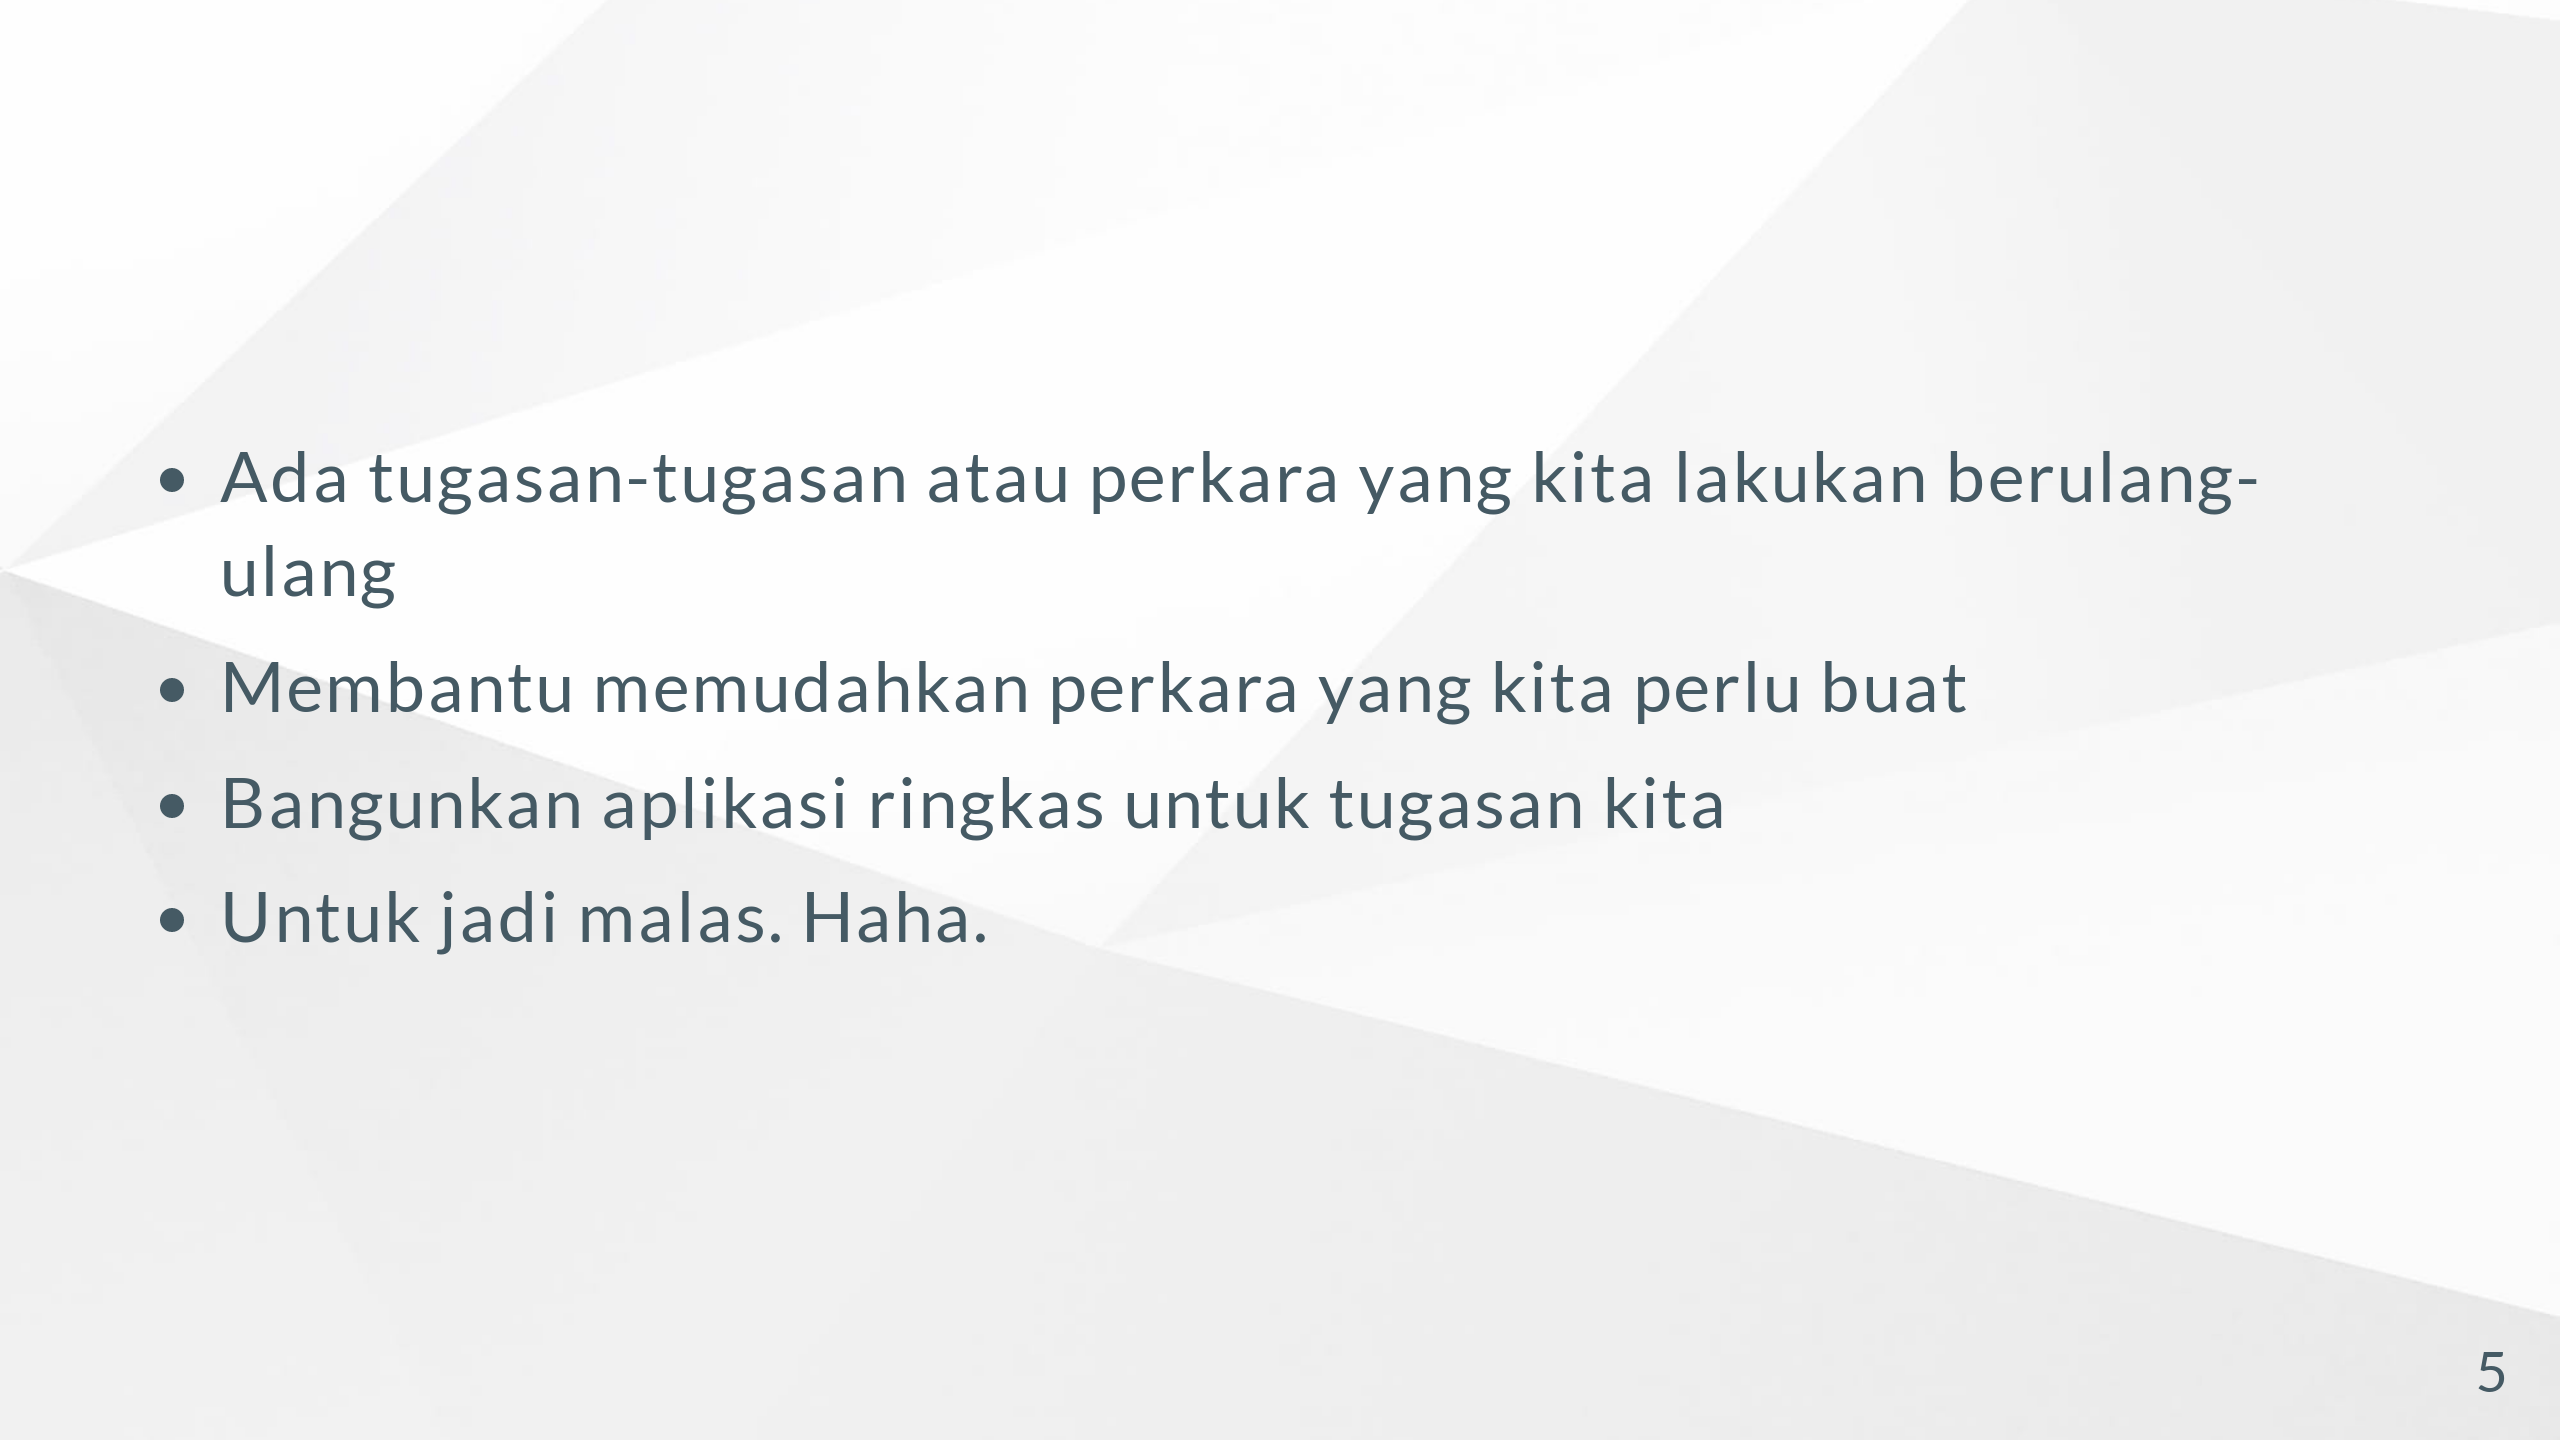 • Ada tugasan-tugasan atau perkara yang kita lakukan berulang-
ulang
• Membantu memudahkan perkara yang kita perlu buat
• Bangunkan aplikasi ringkas untuk tugasan kita
• Untuk jadi malas. Haha.
5